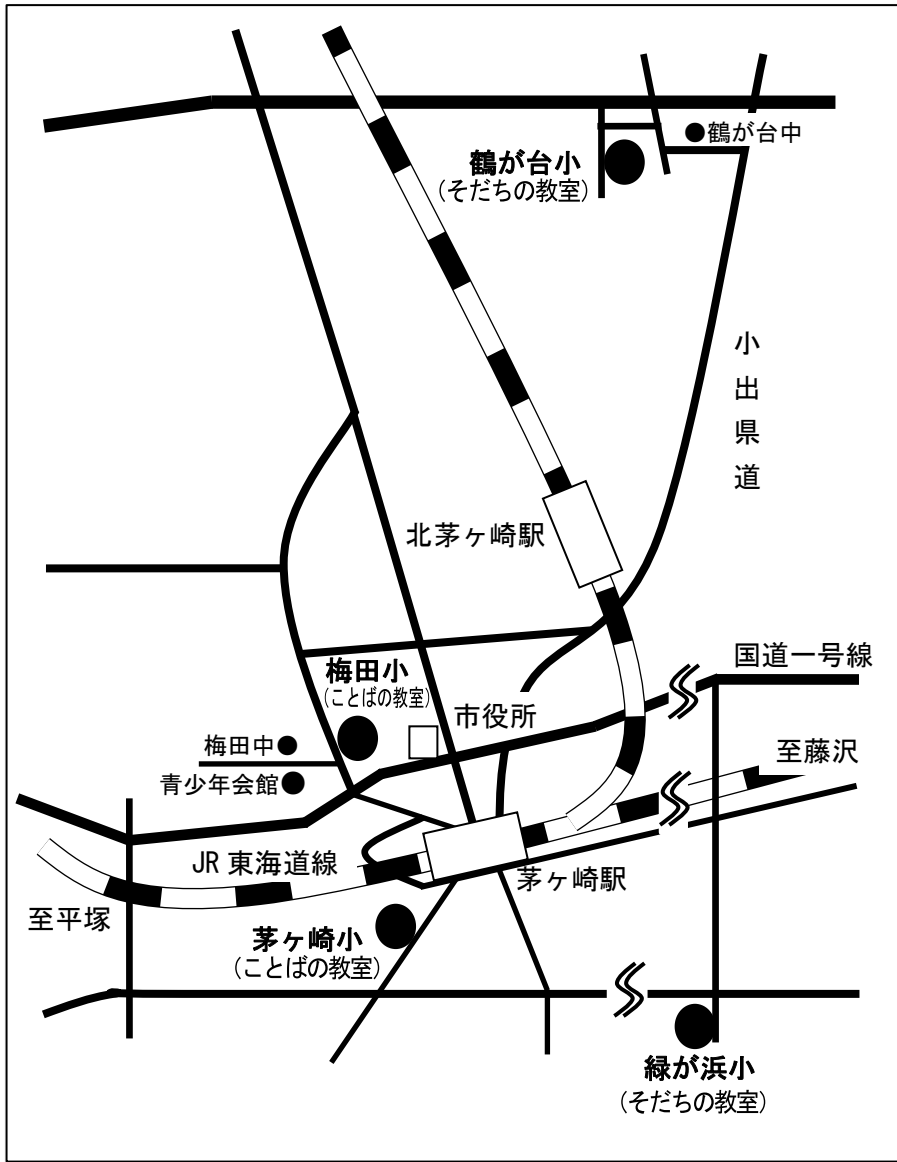 鶴が台中
鶴が台小
(そだちの教室)
小出県道
北茅ヶ崎駅
国道一号線
梅田小
(ことばの教室)
市役所
梅田中
至藤沢
青少年会館
JR東海道線
茅ヶ崎駅
至平塚
茅ヶ崎小
(ことばの教室)
緑が浜小
(そだちの教室)